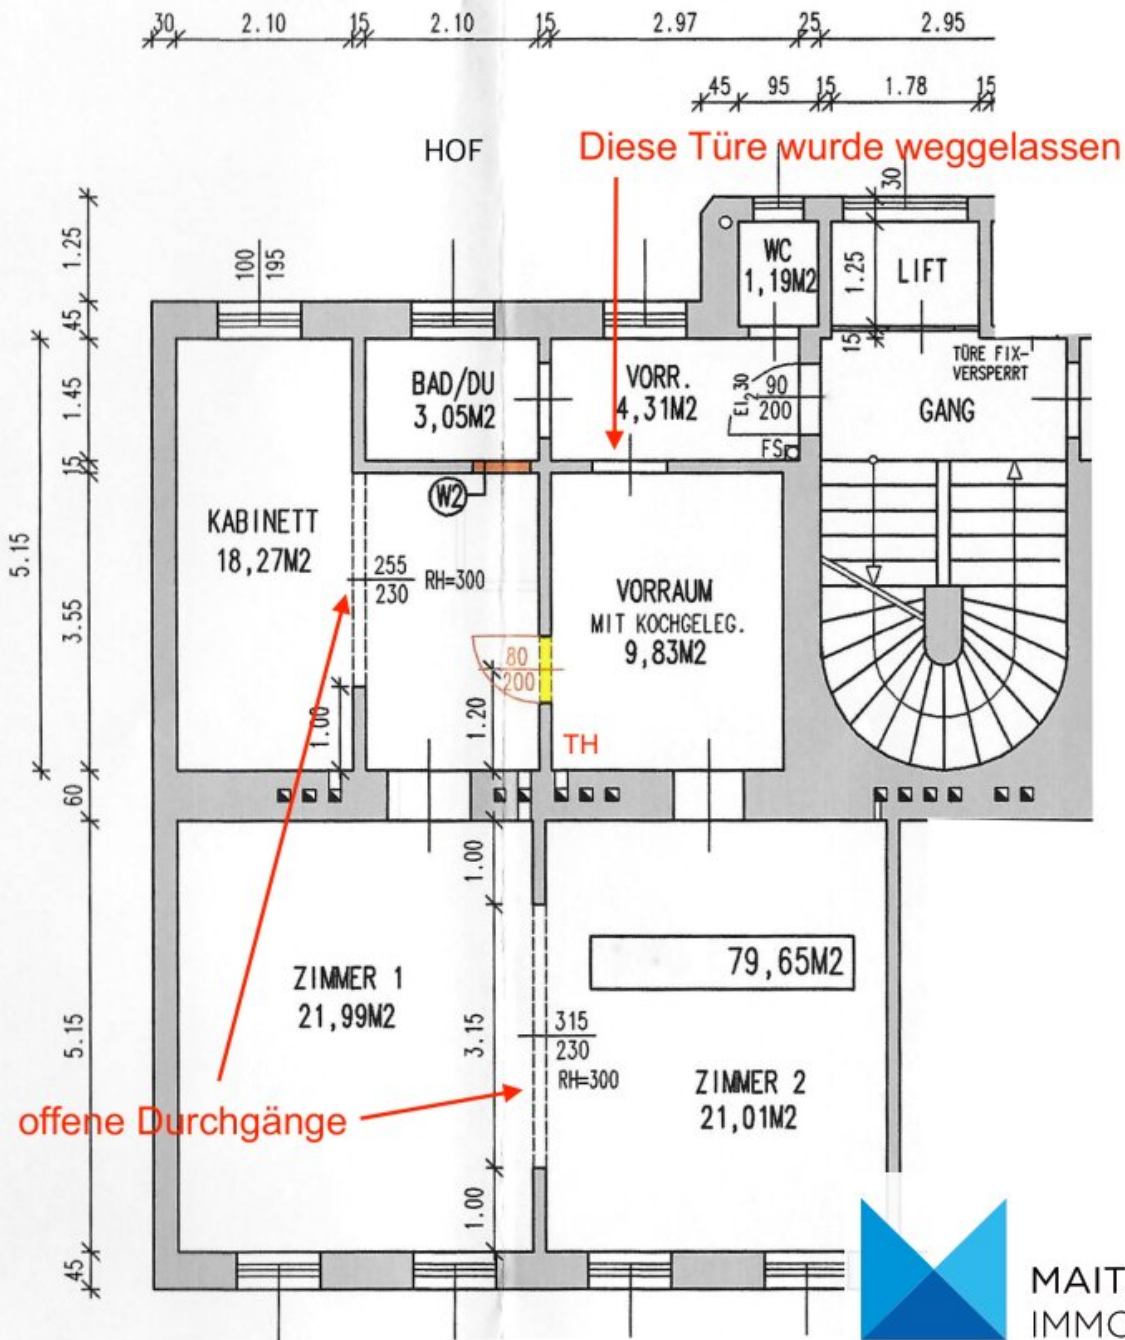 30 2.10 15 2.10 15 2.97 25 2.95
45 95 15 1.78 15
HOF
Diese Türe wurde weggelassen
30
1.25
100
195
WC
1,19M2
1.25
LIFT
45
15
TÜRE FIX-
VERSPERRT
1.45
BAD/DU
3,05M2
VORR.
4,31M2
EI₂30
90
200
GANG
FS
15
W2
5.15
KABINETT
18,27M2
255
230
RH=300
3.55
VORRAUM
MIT KOCHGELEG.
9,83M2
80
200
1.00
1.20
TH
60
1.00
79,65M2
ZIMMER 1
21,99M2
5.15
3.15
315
230
RH=300
ZIMMER 2
21,01M2
offene Durchgänge
1.00
45
MAIT
IMMO